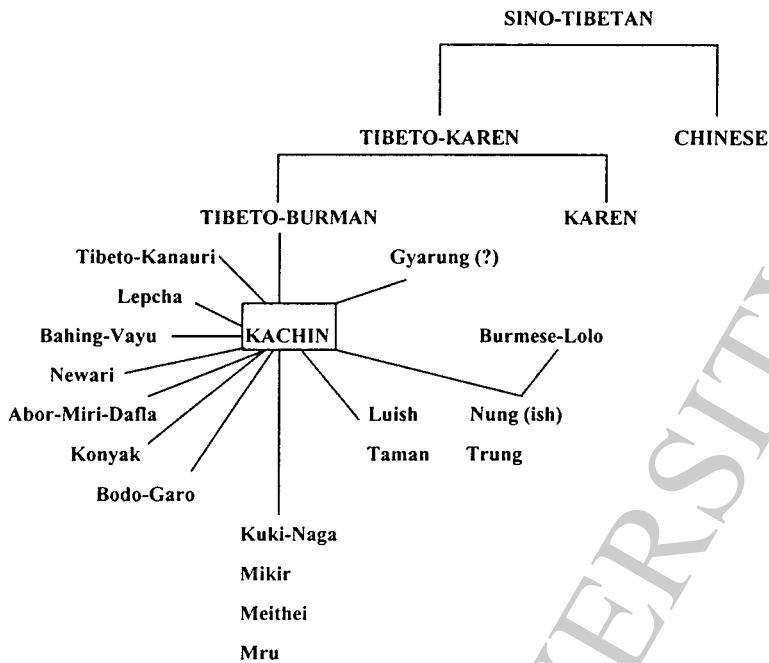 SINO-TIBETAN
TIBETO-KAREN CHINESE
TIBETO-BURMAN KAREN
Tibeto-Kanauri Gyarung (?)
Lepcha
Bahing-Vayu KACHIN Burmese-Lolo
Newari
Abor-Miri-Dafla Luish Nung (ish)
Konyak Taman Trung
Bodo-Garo
Kuki-Naga
Mikir
Meithei
Mru